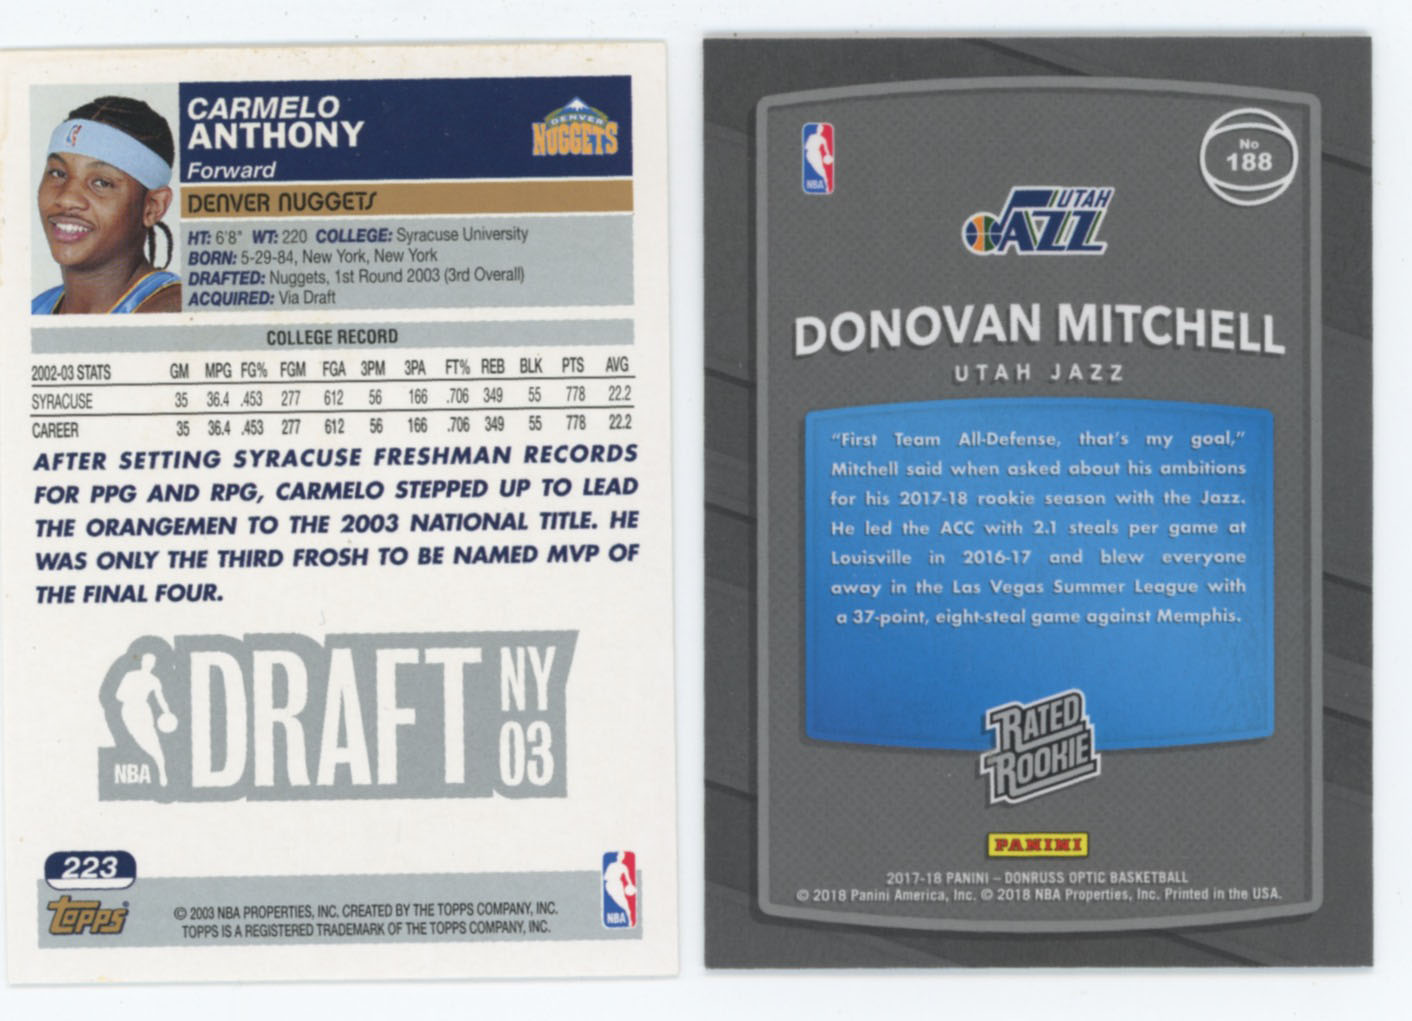 CARMELO
ANTHONY
Forward
DENVER
NUGGETS
DENVER NUGGETS
HT: 6'8" WT: 220 COLLEGE: Syracuse University
BORN: 5-29-84, New York, New York
DRAFTED: Nuggets, 1st Round 2003 (3rd Overall)
ACQUIRED: Via Draft
COLLEGE RECORD
2002-03 STATS GM MPG FG% FGM FGA 3PM 3PA FT% REB BLK PTS AVG
SYRACUSE 35 36.4 .453 277 612 56 166 .706 349 55 778 22.2
CAREER 35 36.4 .453 277 612 56 166 .706 349 55 778 22.2
AFTER SETTING SYRACUSE FRESHMAN RECORDS
FOR PPG AND RPG, CARMELO STEPPED UP TO LEAD
THE ORANGEMEN TO THE 2003 NATIONAL TITLE. HE
WAS ONLY THE THIRD FROSH TO BE NAMED MVP OF
THE FINAL FOUR.
NBA
DRAFT
NY
03
223
topps
© 2003 NBA PROPERTIES, INC. CREATED BY THE TOPPS COMPANY, INC.
TOPPS IS A REGISTERED TRADEMARK OF THE TOPPS COMPANY, INC.
NBA
NBA
No
188
UTAH
JAZZ
DONOVAN MITCHELL
UTAH JAZZ
"First Team All-Defense, that's my goal,"
Mitchell said when asked about his ambitions
for his 2017-18 rookie season with the Jazz.
He led the ACC with 2.1 steals per game at
Louisville in 2016-17 and blew everyone
away in the Las Vegas Summer League with
a 37-point, eight-steal game against Memphis.
RATED
ROOKIE
PANINI
2017-18 PANINI – DONRUSS OPTIC BASKETBALL
© 2018 Panini America, Inc. © 2018 NBA Properties, Inc. Printed in the USA.